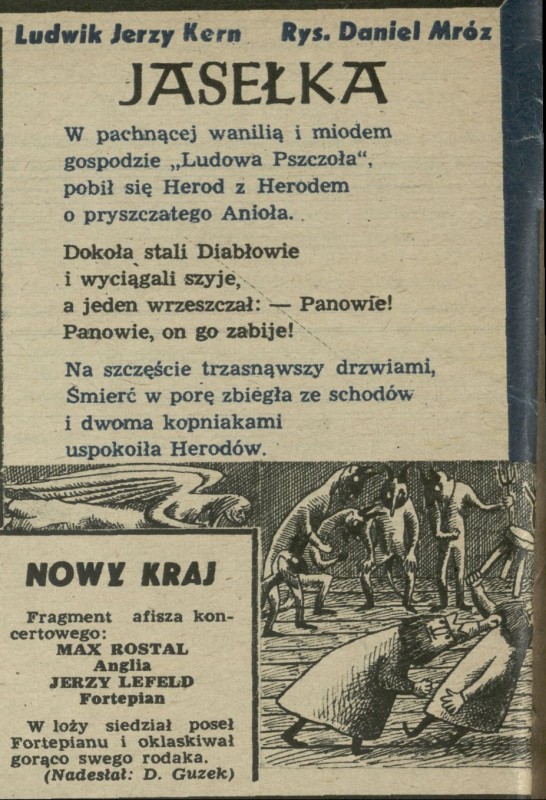 Ludwik Jerzy Kern Rys. Daniel Mróz
JASEŁKA
W pachnącej wanilią i miodem
gospodzie „Ludowa Pszczoła“,
pobił się Herod z Herodem
o pryszczatego Anioła.
Dokoła stali Diabłowie
i wyciągali szyje,
a jeden wrzeszczał: — Panowie!
Panowie, on go zabije!
Na szczęście trzasnąwszy drzwiami,
Śmierć w porę zbiegła ze schodów
i dwoma kopniakami
uspokoiła Herodów.
NOWY KRAJ
Fragment afisza kon-
certowego:
MAX ROSTAL
Anglia
JERZY LEFELD
Fortepian
W loży siedział poseł
Fortepianu i oklaskiwał
gorąco swego rodaka.
(Nadesłał: D. Guzek)